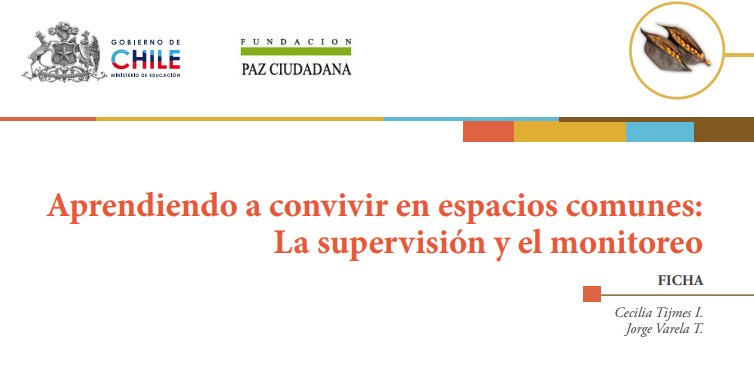 GOBIERNO DE
CHILE
MINISTERIO DE EDUCACIÓN
FUNDACION
PAZ CIUDADANA
Aprendiendo a convivir en espacios comunes:
La supervisión y el monitoreo
FICHA
Cecilia Tijmes I.
Jorge Varela T.